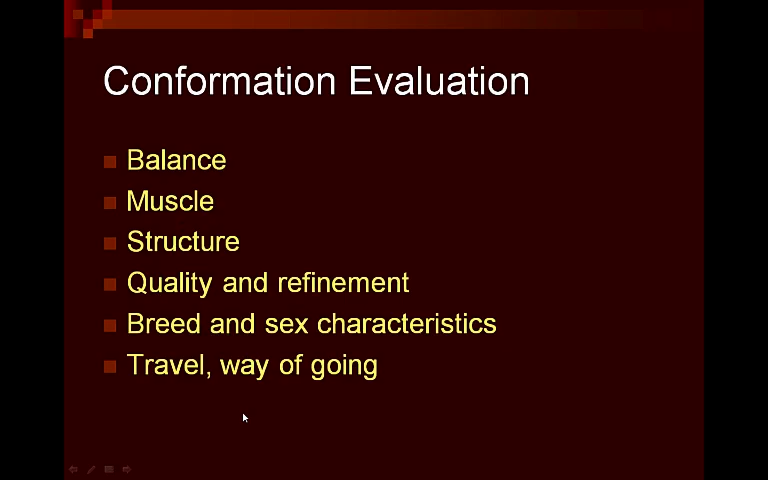 Conformation Evaluation
Balance
Muscle
Structure
Quality and refinement
Breed and sex characteristics
Travel, way of going